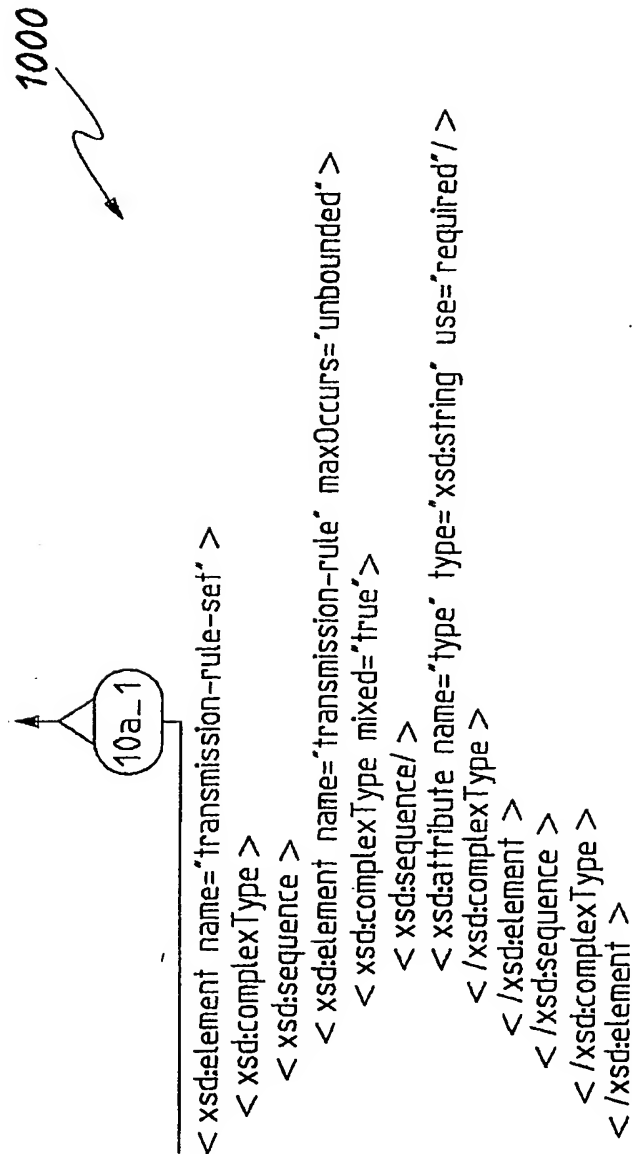 1000
10a_1
< xsd:element name="transmission-rule-set" >
< xsd:complexType >
< xsd:sequence >
< xsd:element name="transmission-rule" maxOccurs="unbounded" >
< xsd:complexType mixed="true">
< xsd:sequence/ >
< xsd:attribute name="type" type="xsd:string" use="required"/ >
< /xsd:complexType >
< /xsd:element >
< /xsd:sequence >
< /xsd:complexType >
< /xsd:element >